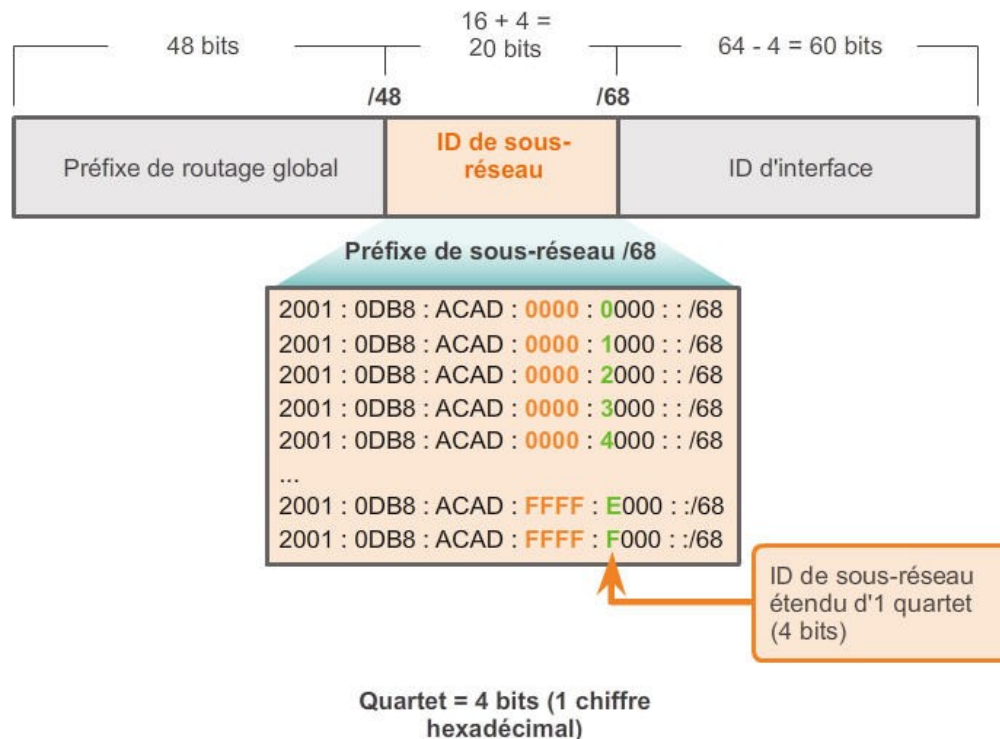 48 bits
16 + 4 =
20 bits
64 - 4 = 60 bits
/48
/68
Préfixe de routage global
ID de sous-
réseau
ID d'interface
Préfixe de sous-réseau /68
2001 : 0DB8 : ACAD : 0000 : 0000 : : /68
2001 : 0DB8 : ACAD : 0000 : 1000 : : /68
2001 : 0DB8 : ACAD : 0000 : 2000 : : /68
2001 : 0DB8 : ACAD : 0000 : 3000 : : /68
2001 : 0DB8 : ACAD : 0000 : 4000 : : /68
...
2001 : 0DB8 : ACAD : FFFF : E000 : :/68
2001 : 0DB8 : ACAD : FFFF : F000 : :/68
ID de sous-réseau
étendu d'1 quartet
(4 bits)
Quartet = 4 bits (1 chiffre
hexadécimal)